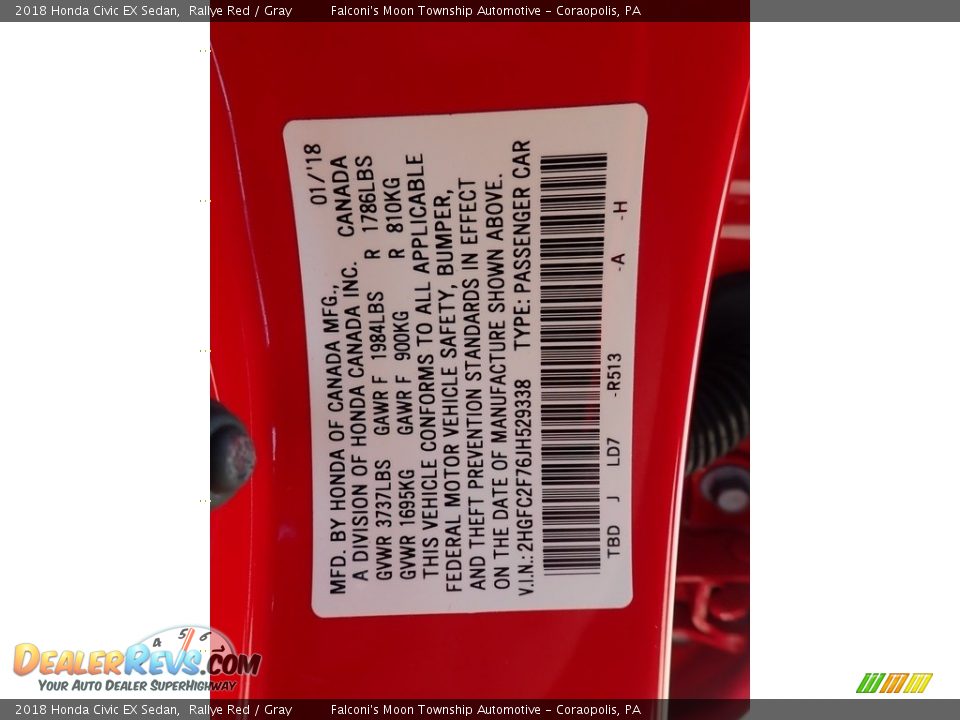 2018 Honda Civic EX Sedan, Rallye Red / Gray Falconi's Moon Township Automotive - Coraopolis, PA
01/'18
MFD. BY HONDA OF CANADA MFG., CANADA
A DIVISION OF HONDA CANADA INC.
GVWR 3737LBS GAWR F 1984LBS R 1786LBS
GVWR 1695KG GAWR F 900KG R 810KG
THIS VEHICLE CONFORMS TO ALL APPLICABLE
FEDERAL MOTOR VEHICLE SAFETY, BUMPER,
AND THEFT PREVENTION STANDARDS IN EFFECT
ON THE DATE OF MANUFACTURE SHOWN ABOVE.
V.I.N.: 2HGFC2F76JH529338 TYPE: PASSENGER CAR
TBD J LD7 -R513 -A -H
4 5 6
DEALERREVS.COM
YOUR AUTO DEALER SUPERHIGHWAY
2018 Honda Civic EX Sedan, Rallye Red / Gray Falconi's Moon Township Automotive - Coraopolis, PA